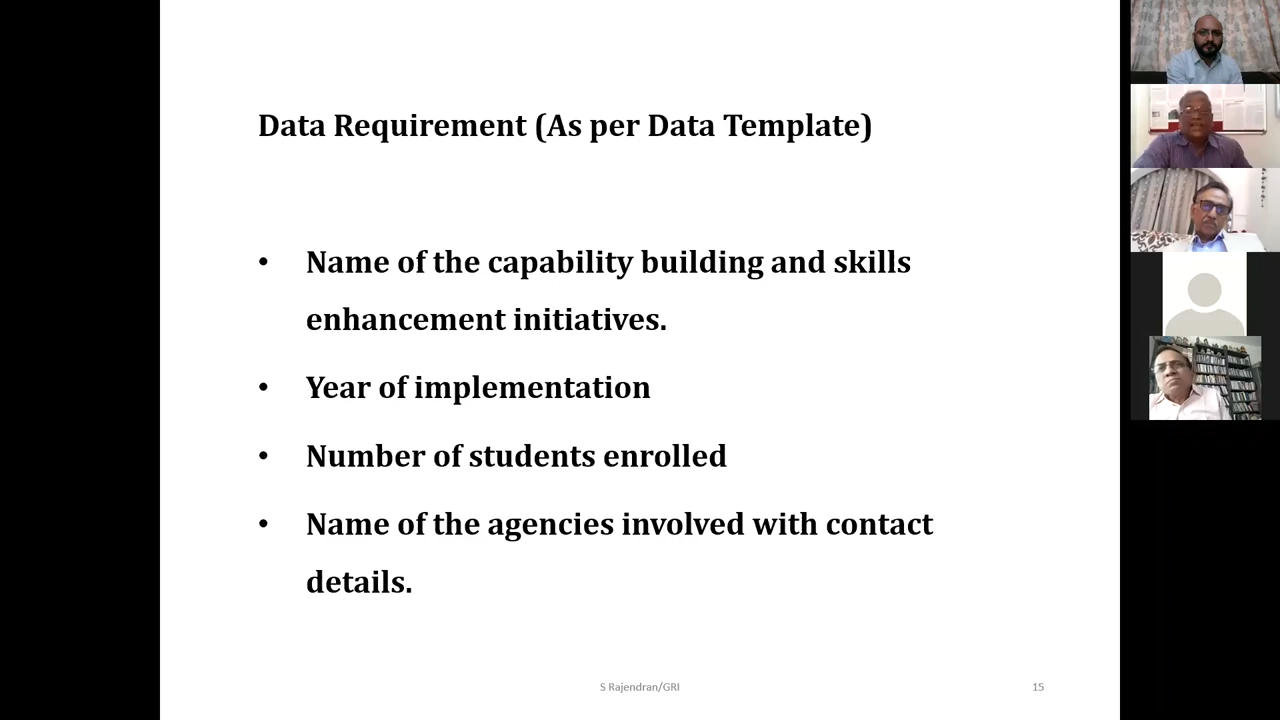 Data Requirement (As per Data Template)
• Name of the capability building and skills
enhancement initiatives.
• Year of implementation
• Number of students enrolled
• Name of the agencies involved with contact
details.
S Rajendran/GRI
15